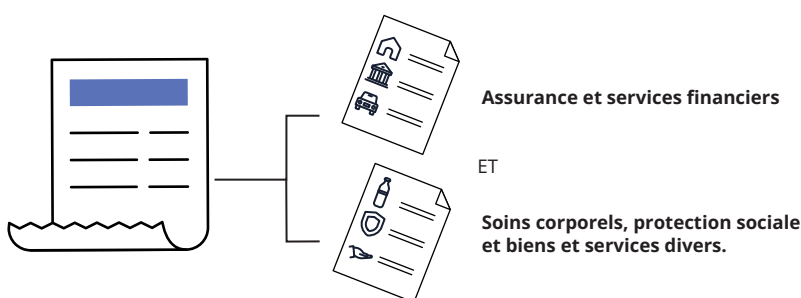 Assurance et services financiers
ET
Soins corporels, protection sociale
et biens et services divers.